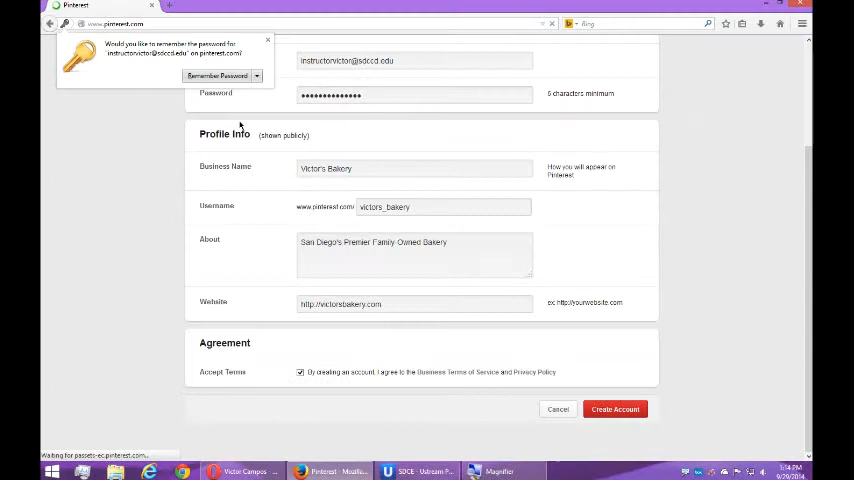 Pinterest
www.pinterest.com
Bing
Would you like to remember the password for
"instructorvictor@sdccd.edu" on pinterest.com?
Remember Password
instructorvictor@sdccd.edu
Password
••••••••••••••
6 characters minimum
Profile Info (shown publicly)
Business Name
Victor's Bakery
How you will appear on
Pinterest
Username
www.pinterest.com/
victors_bakery
About
San Diego's Premier Family-Owned Bakery
Website
http://victorsbakery.com
ex: http://yourwebsite.com
Agreement
Accept Terms
By creating an account, I agree to the Business Terms of Service and Privacy Policy
Cancel
Create Account
Waiting for passets-ec.pinterest.com...
Victor Campos - ...
Pinterest - Mozilla...
SDCE - Ustream P...
Magnifier
1:14 PM
9/29/2014